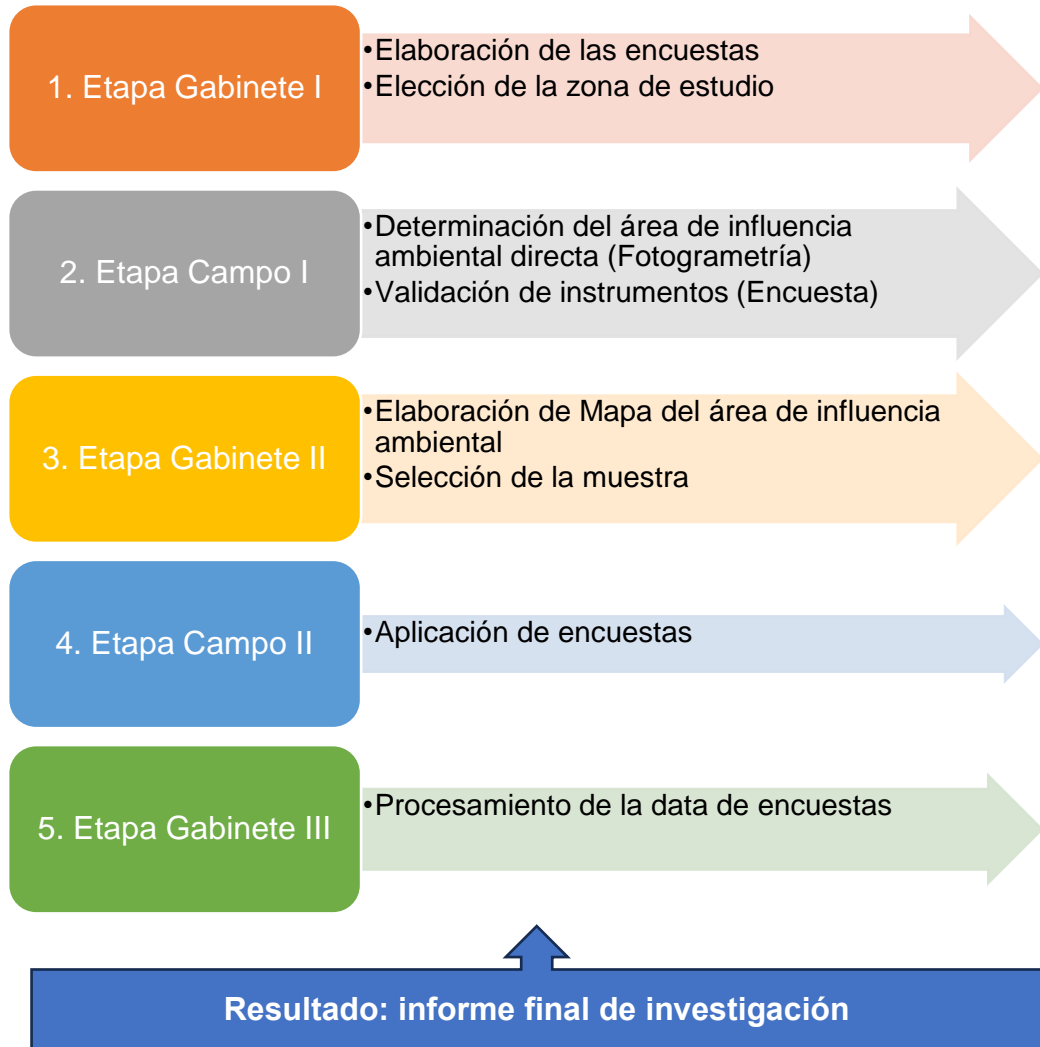 1. Etapa Gabinete I
•Elaboración de las encuestas
•Elección de la zona de estudio
2. Etapa Campo I
•Determinación del área de influencia
ambiental directa (Fotogrametría)
•Validación de instrumentos (Encuesta)
3. Etapa Gabinete II
•Elaboración de Mapa del área de influencia
ambiental
•Selección de la muestra
4. Etapa Campo II
•Aplicación de encuestas
5. Etapa Gabinete III
•Procesamiento de la data de encuestas
Resultado: informe final de investigación